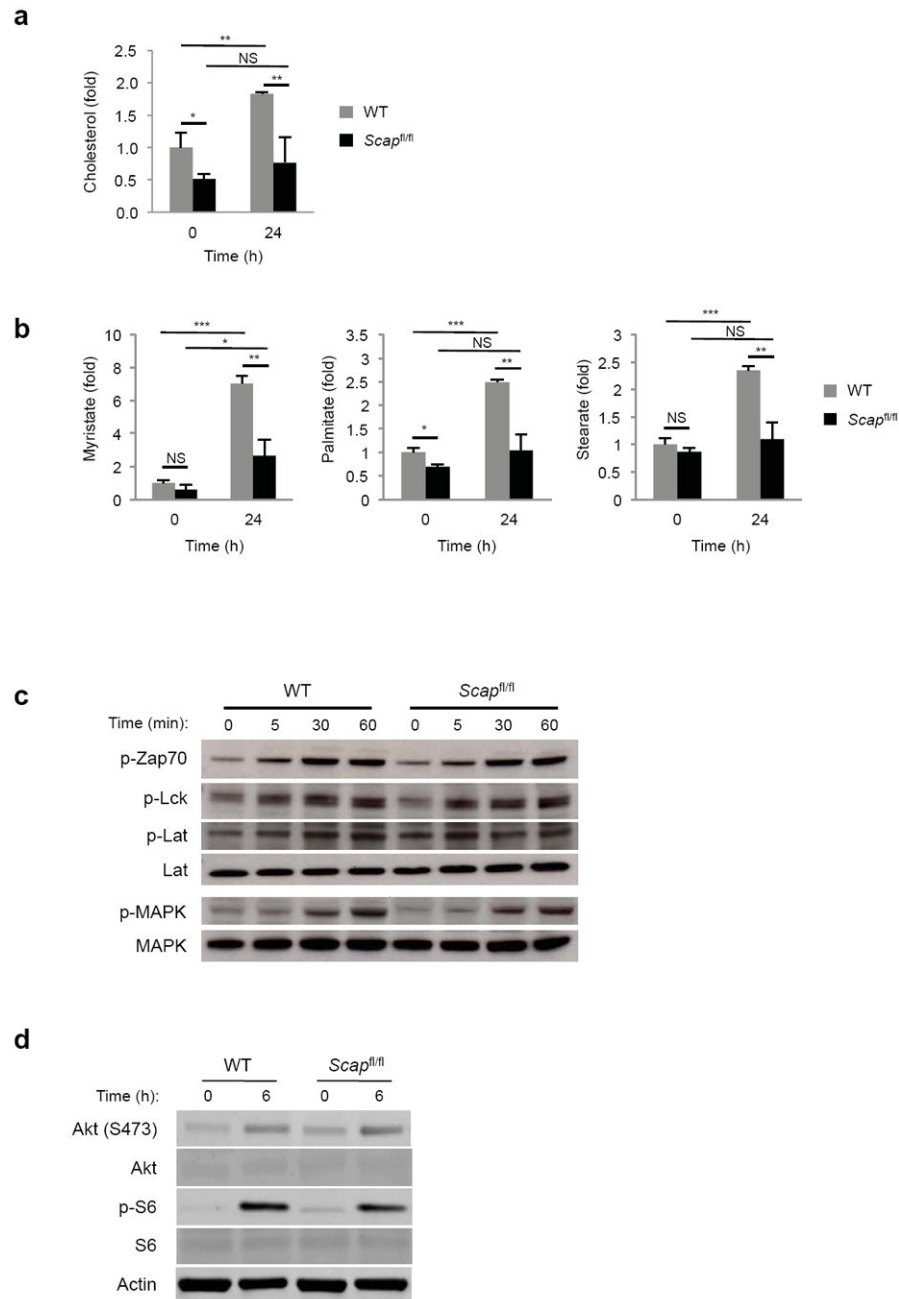 a
**
NS
**
*
2.5
2.0
1.5
1.0
0.5
0.0
Cholesterol (fold)
0 24
Time (h)
WT
Scapfl/fl
b
***
*
**
NS
10
8
6
4
2
0
Myristate (fold)
0 24
Time (h)
***
NS
**
*
3
2.5
2
1.5
1
0.5
0
Palmitate (fold)
0 24
Time (h)
***
NS
**
NS
3
2.5
2
1.5
1
0.5
0
Stearate (fold)
0 24
Time (h)
WT
Scapfl/fl
c
WT Scapfl/fl
Time (min): 0 5 30 60 0 5 30 60
p-Zap70
p-Lck
p-Lat
Lat
p-MAPK
MAPK
d
WT Scapfl/fl
Time (h): 0 6 0 6
Akt (S473)
Akt
p-S6
S6
Actin